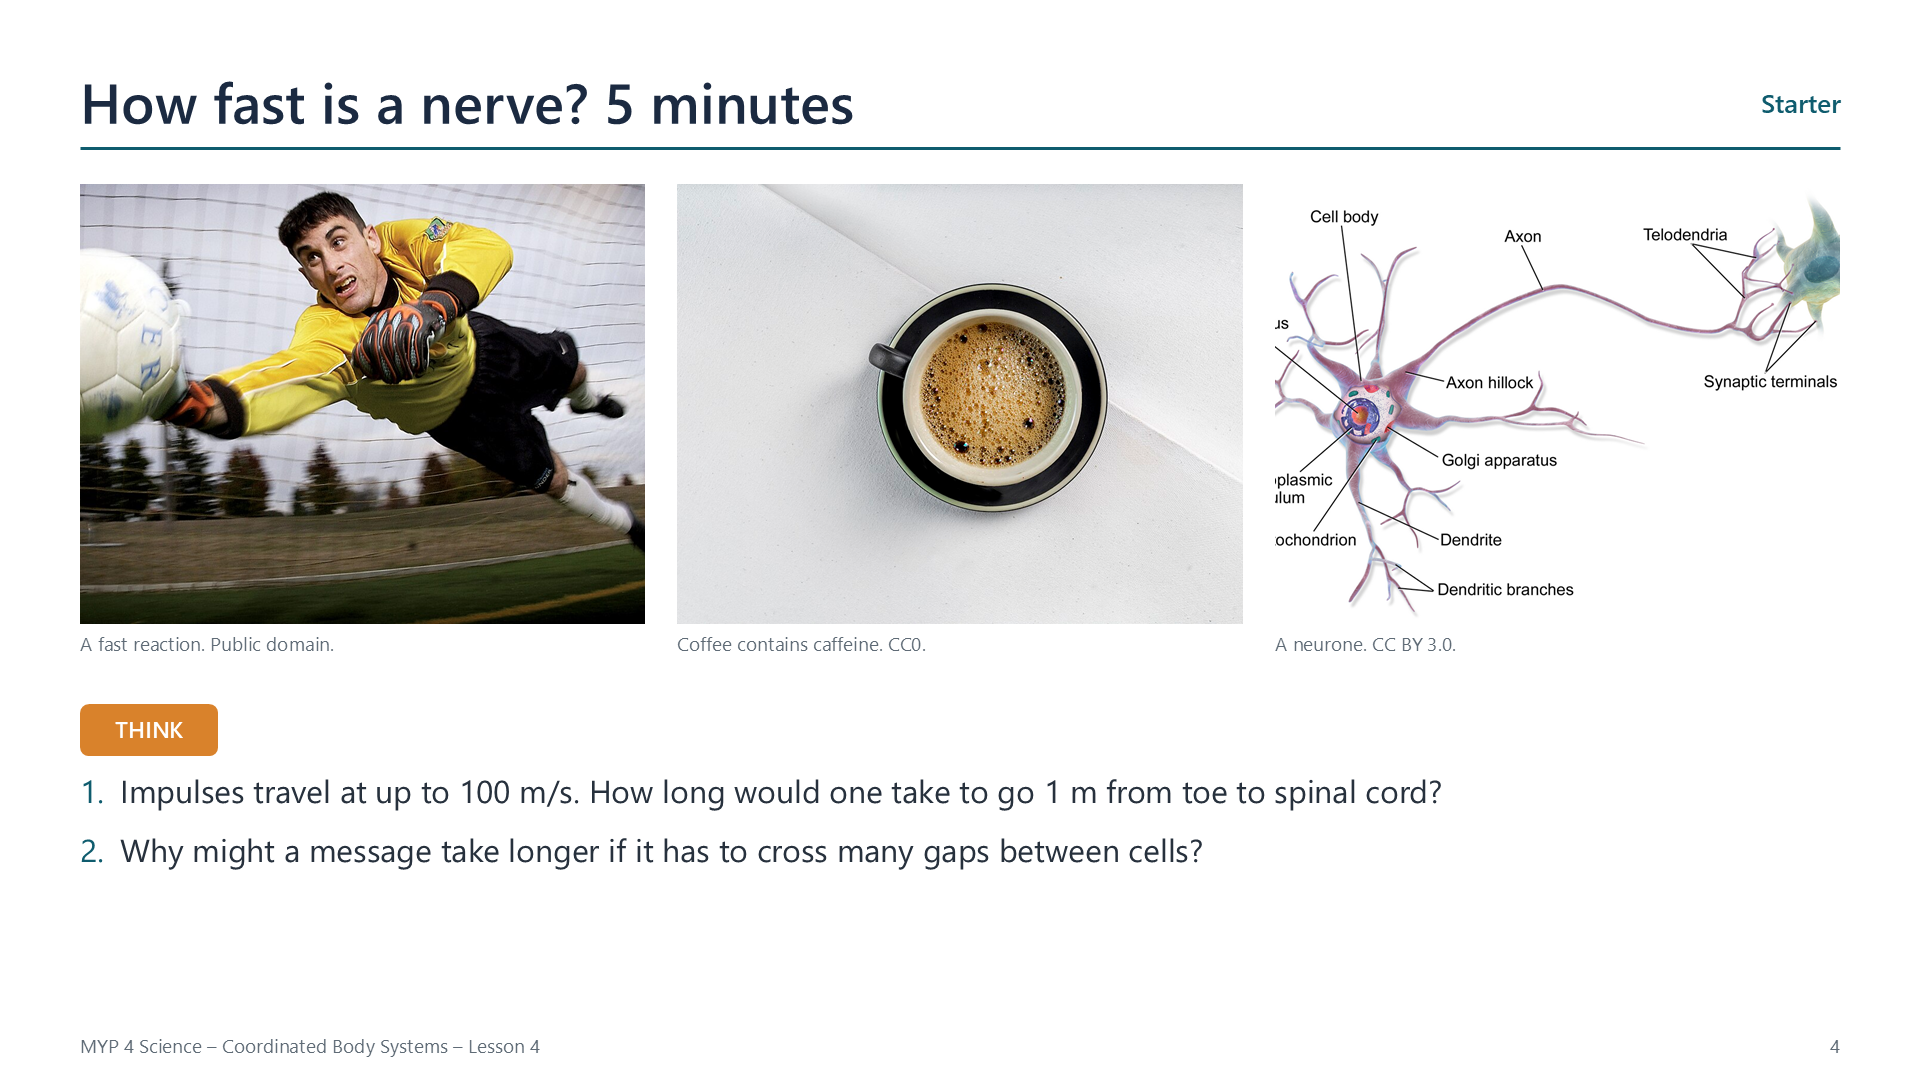 How fast is a nerve? 5 minutes
Starter
Cell body
Axon
Telodendria
us
Axon hillock
Synaptic terminals
Golgi apparatus
oplasmic
ulum
ochondrion
Dendrite
Dendritic branches
A fast reaction. Public domain.
Coffee contains caffeine. CC0.
A neurone. CC BY 3.0.
THINK
1. Impulses travel at up to 100 m/s. How long would one take to go 1 m from toe to spinal cord?
2. Why might a message take longer if it has to cross many gaps between cells?
MYP 4 Science – Coordinated Body Systems – Lesson 4
4